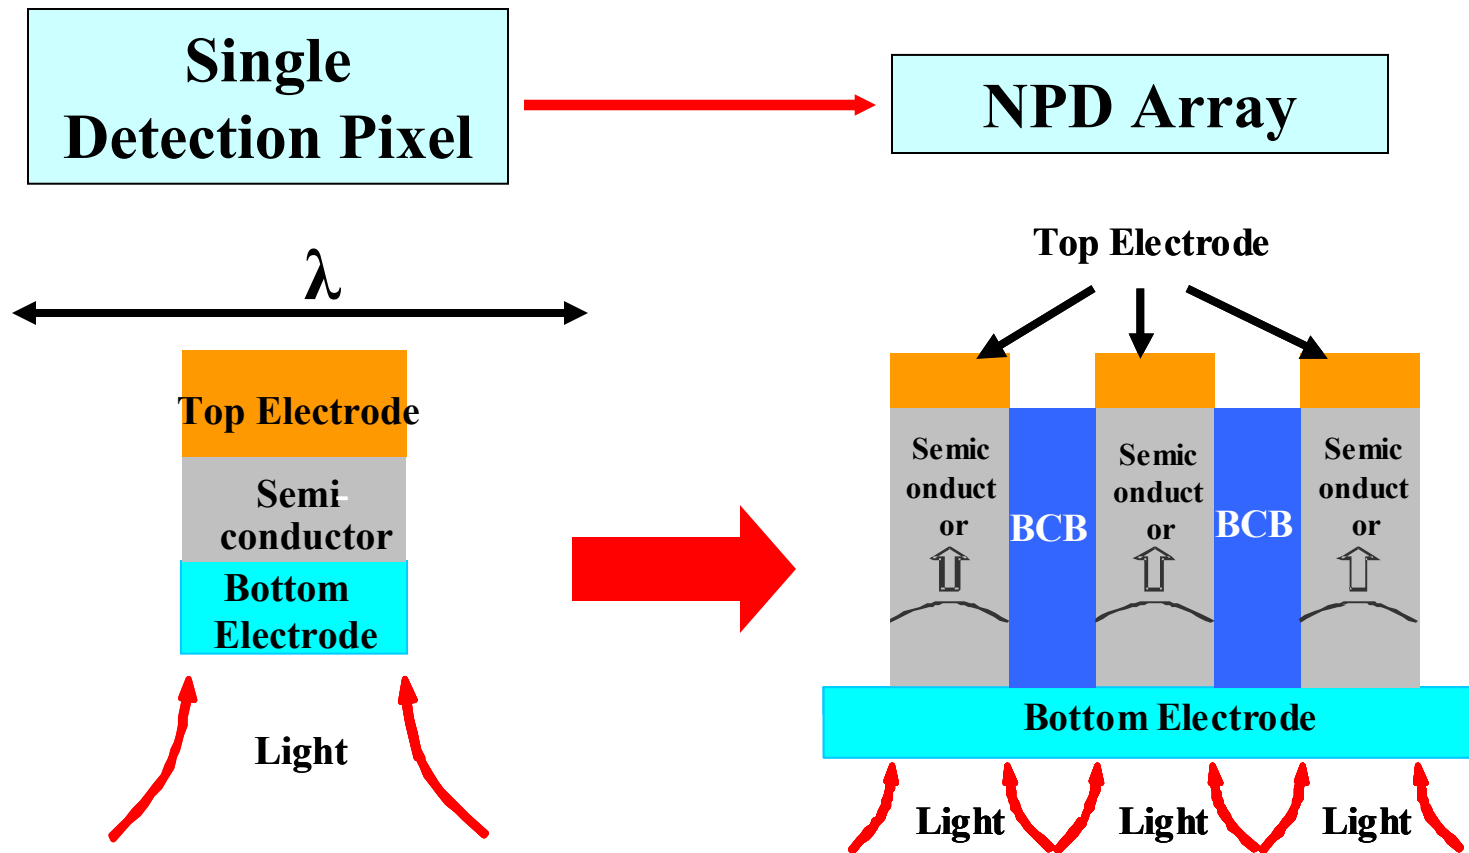 Single
Detection Pixel
NPD Array
λ
Top Electrode
Top Electrode
Semi-
conductor
Bottom
Electrode
Light
Semic
onduct
or
BCB
Semic
onduct
or
BCB
Semic
onduct
or
Bottom Electrode
Light
Light
Light